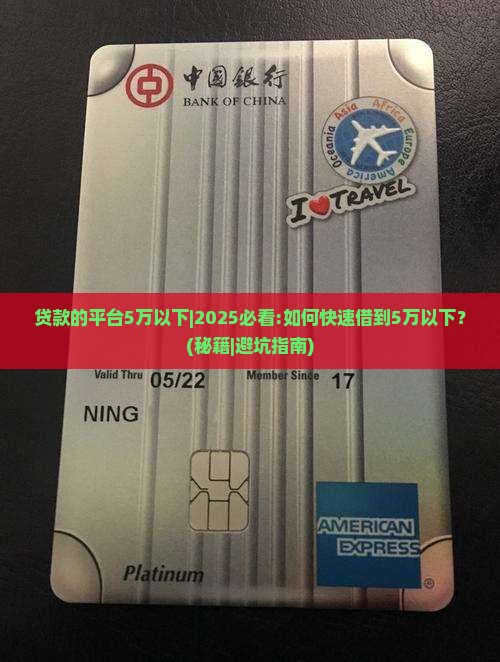 中国銀行
BANK OF CHINA
Oceania Asia Africa Europe America
I TRAVEL
贷款的平台5万以下|2025必看:如何快速借到5万以下？
(秘籍|避坑指南)
Valid Thru 05/22 Member Since 17
NING
AMERICAN
EXPRESS
®
Platinum